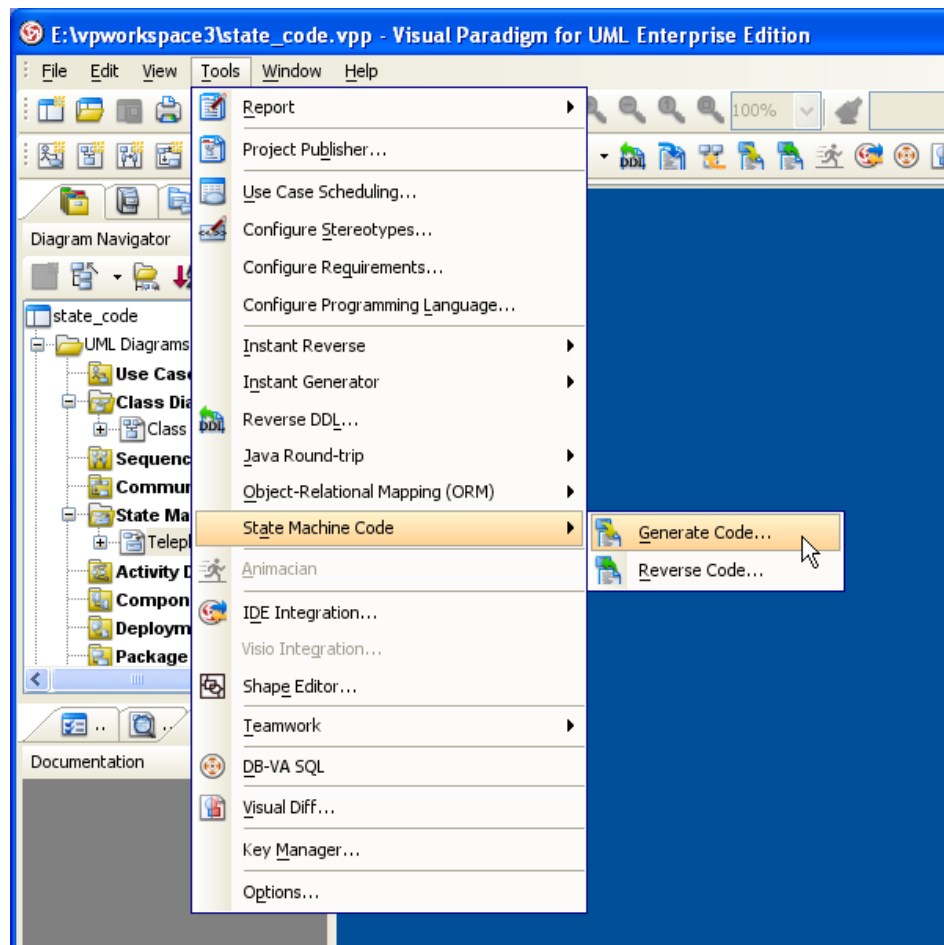 E:\vpworkspace3\state_code.vpp - Visual Paradigm for UML Enterprise Edition
File Edit View Tools Window Help
100%
Diagram Navigator
state_code
UML Diagrams
Use Case
Class Dia
Class
Sequenc
Commun
State Ma
Telep
Activity D
Compon
Deploym
Package
Documentation
Report
Project Publisher...
Use Case Scheduling...
Configure Stereotypes...
Configure Requirements...
Configure Programming Language...
Instant Reverse
Instant Generator
DDL
Reverse DDL...
Java Round-trip
Object-Relational Mapping (ORM)
State Machine Code
Animacian
IDE Integration...
Visio Integration...
Shape Editor...
Teamwork
DB-VA SQL
Visual Diff...
Key Manager...
Options...
Generate Code...
Reverse Code...
DDL